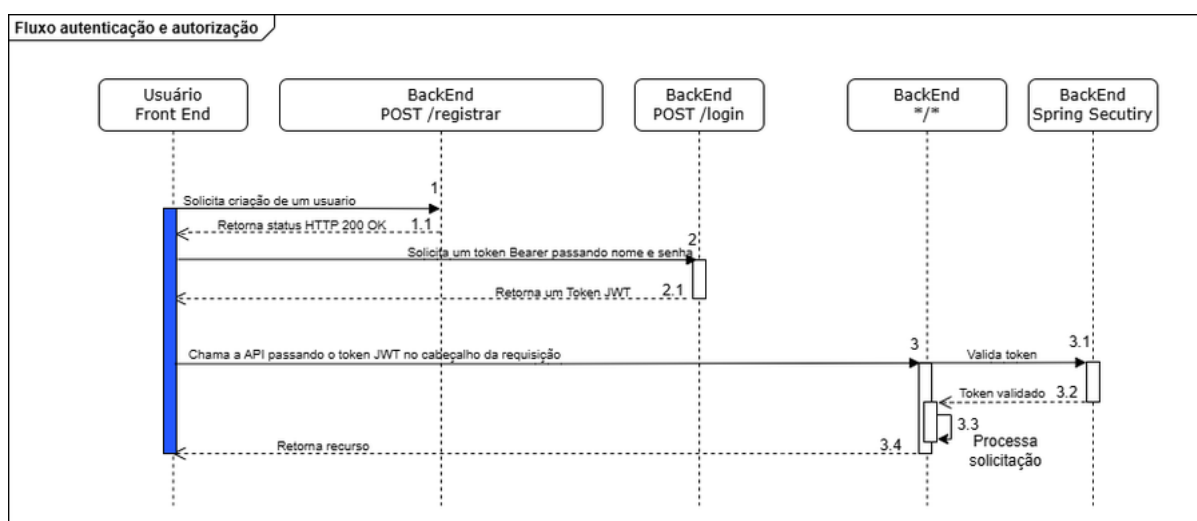 Fluxo autenticação e autorização
Usuário
Front End
BackEnd
POST /registrar
BackEnd
POST /login
BackEnd
*/*
BackEnd
Spring Secutiry
1
Solicita criação de um usuario
Retorna status HTTP 200 OK
1.1
2
Solicita um token Bearer passando nome e senha
Retorna um Token JWT
2.1
Chama a API passando o token JWT no cabeçalho da requisição
3
Valida token
3.1
Token validado
3.2
3.3
Processa
solicitação
Retorna recurso
3.4